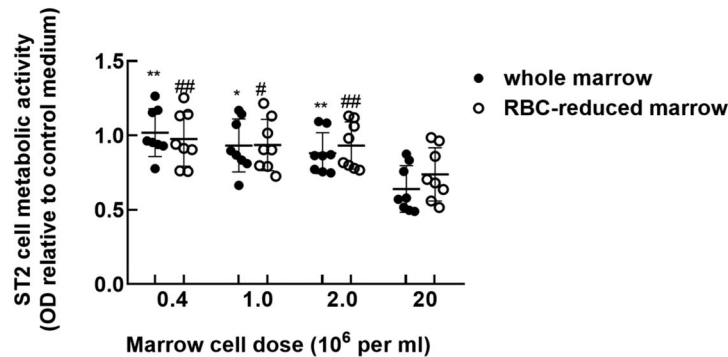 ST2 cell metabolic activity
(OD relative to control medium)
1.5
1.0
0.5
0.0
** ## * # ** ##
0.4 1.0 2.0 20
Marrow cell dose (10⁶ per ml)
whole marrow
RBC-reduced marrow